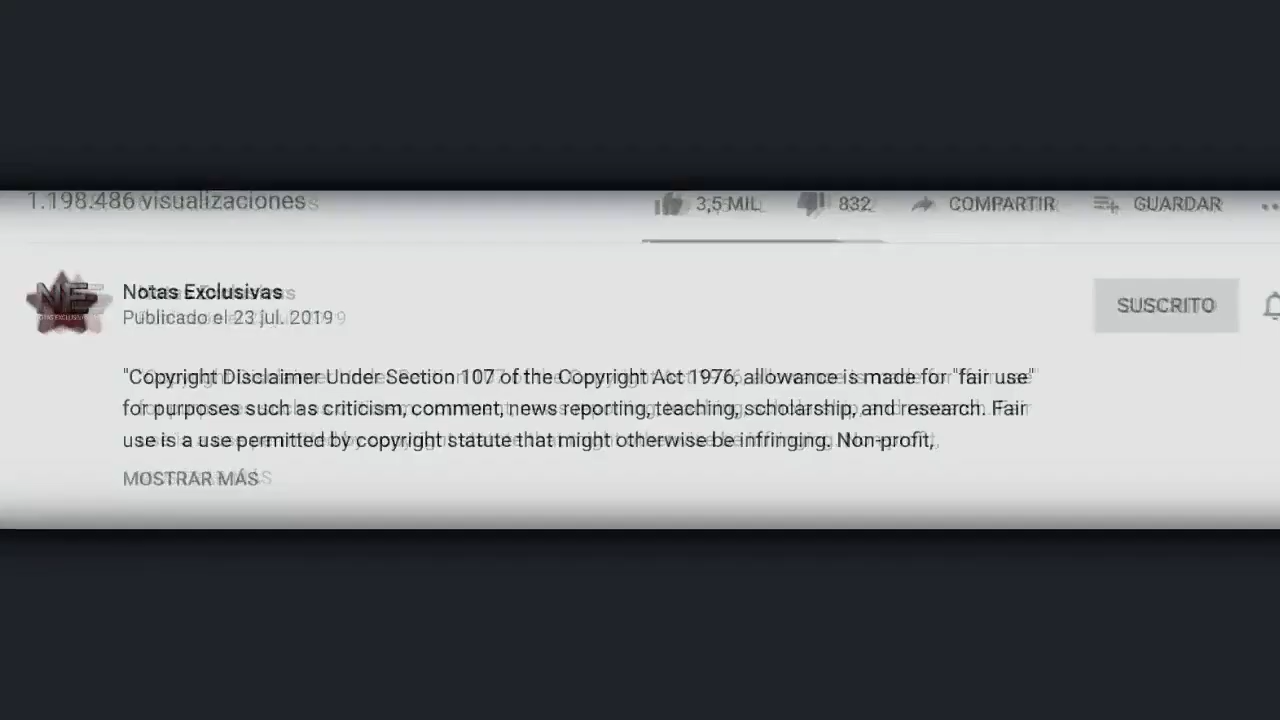 1.198.486 visualizaciones
3,5 MIL 832 COMPARTIR GUARDAR
NE
Notas Exclusivas
Publicado el 23 jul. 2019
SUSCRITO
"Copyright Disclaimer Under Section 107 of the Copyright Act 1976, allowance is made for "fair use"
for purposes such as criticism, comment, news reporting, teaching, scholarship, and research. Fair
use is a use permitted by copyright statute that might otherwise be infringing. Non-profit,
MOSTRAR MÁS